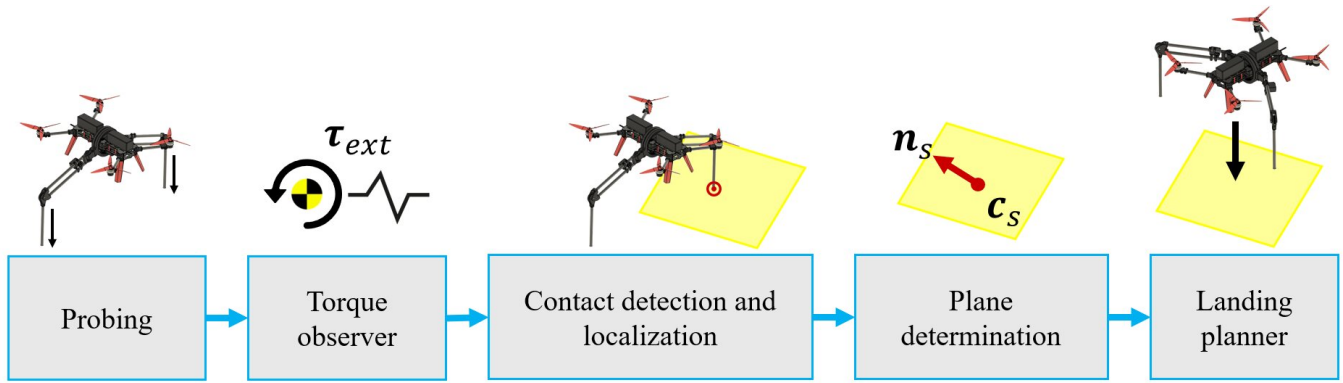 τ_ext
n_s
c_s
Probing
Torque
observer
Contact detection and
localization
Plane
determination
Landing
planner